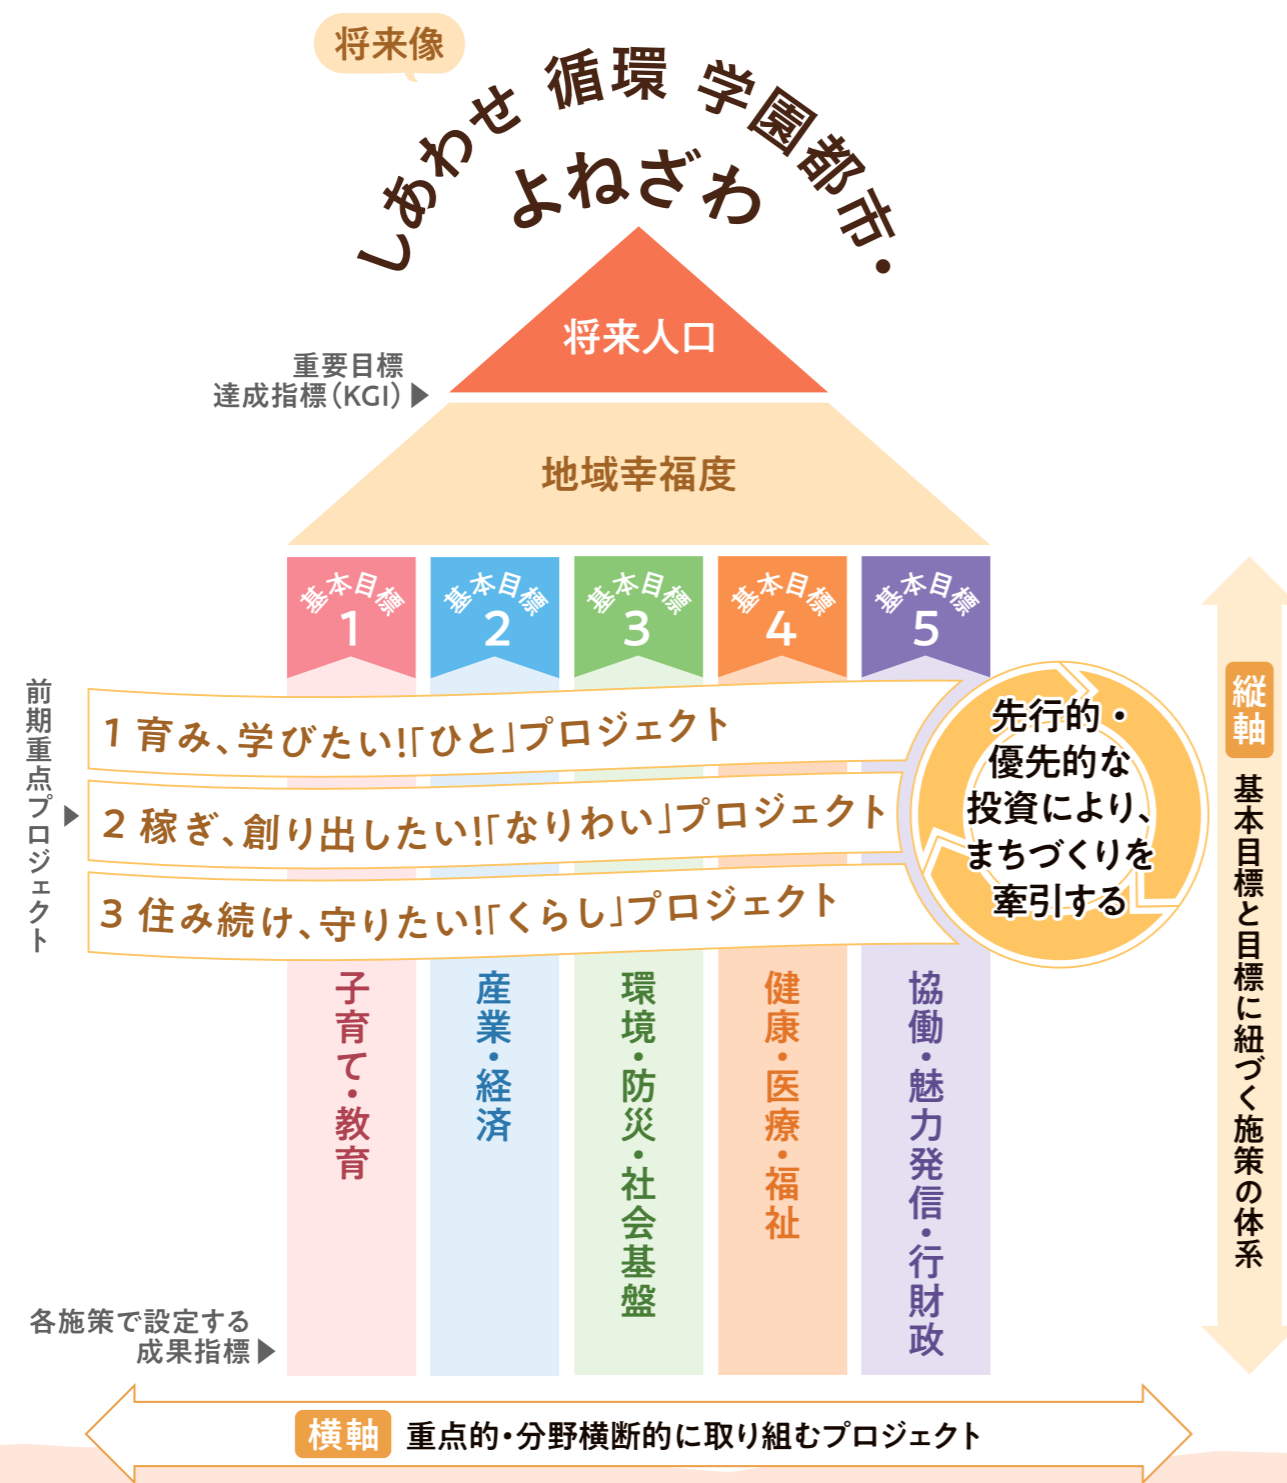 将来像
しあわせ 循環 学園都市・
よねざわ
将来人口
重要目標
達成指標（KGI）▶
地域幸福度
基本目標
1
基本目標
2
基本目標
3
基本目標
4
基本目標
5
前期重点プロジェクト▶
1 育み、学びたい!「ひと」プロジェクト
2 稼ぎ、創り出したい!「なりわい」プロジェクト
3 住み続け、守りたい!「くらし」プロジェクト
先行的・
優先的な
投資により、
まちづくりを
牽引する
子育て・教育
産業・経済
環境・防災・社会基盤
健康・医療・福祉
協働・魅力発信・行財政
縦軸 基本目標と目標に紐づく施策の体系
各施策で設定する
成果指標▶
横軸 重点的・分野横断的に取り組むプロジェクト